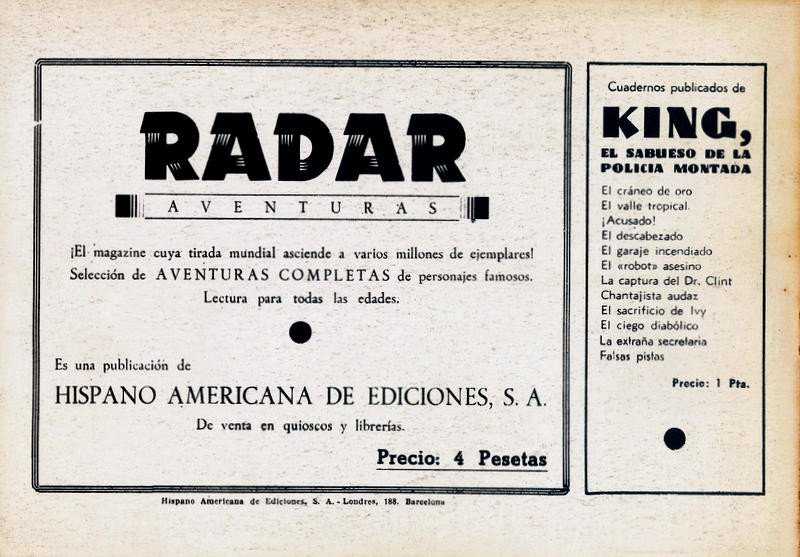 RADAR
AVENTURAS
¡El magazine cuya tirada mundial asciende a varios millones de ejemplares!
Selección de AVENTURAS COMPLETAS de personajes famosos.
Lectura para todas las edades.
Es una publicación de
HISPANO AMERICANA DE EDICIONES, S. A.
De venta en quioscos y librerías.
Precio: 4 Pesetas
Hispano Americana de Ediciones, S. A. - Londres, 188. Barcelona
Cuadernos publicados de
KING,
EL SABUESO DE LA
POLICIA MONTADA
El cráneo de oro
El valle tropical.
¡Acusado!
El descabezado
El garaje incendiado
El «robot» asesino
La captura del Dr. Clint
Chantajista audaz
El sacrificio de Ivy
El ciego diabólico
La extraña secretaria
Falsas pistas
Precio: 1 Pta.